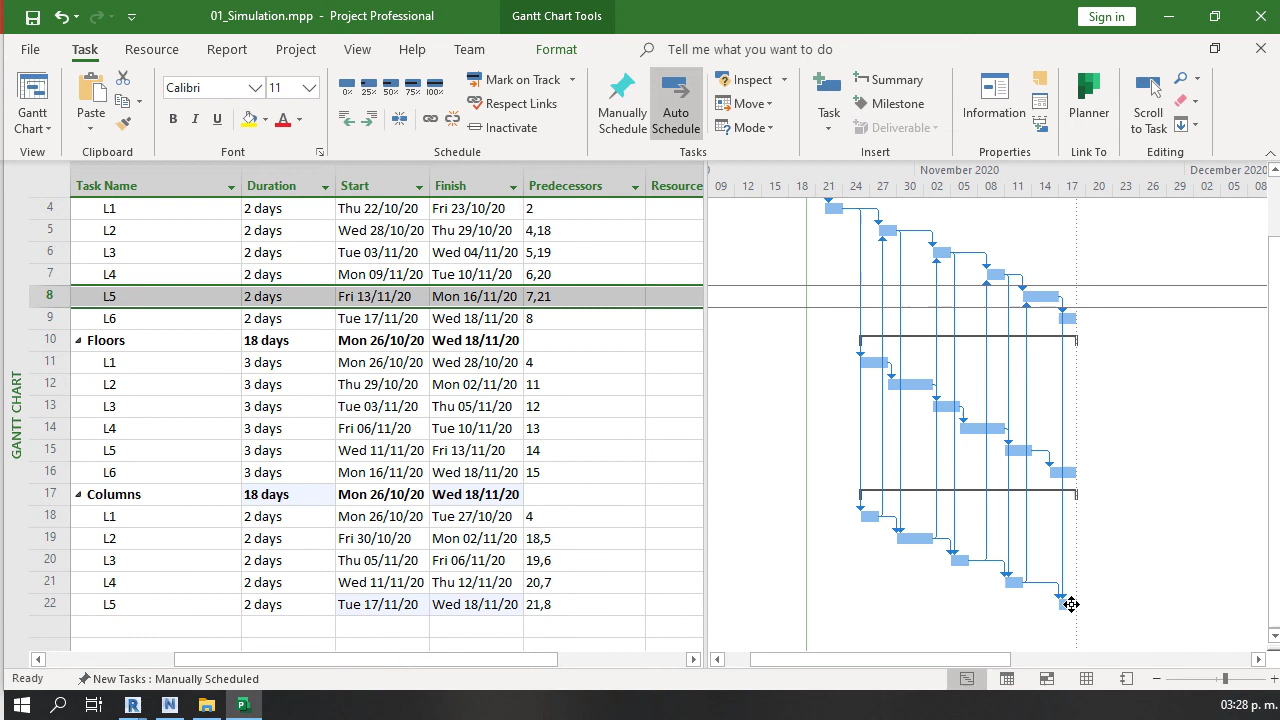 01_Simulation.mpp - Project Professional
Gantt Chart Tools
Sign in
File Task Resource Report Project View Help Team Format Tell me what you want to do
Gantt Chart
View
Paste
Clipboard
Calibri 11
B I U A
Font
0% 25% 50% 75% 100%
Mark on Track
Respect Links
Inactivate
Schedule
Manually Schedule
Auto Schedule
Inspect
Move
Mode
Tasks
Task
Summary
Milestone
Deliverable
Insert
Information
Properties
Planner
Link To
Scroll to Task
Editing
November 2020 December 202
Task Name Duration Start Finish Predecessors Resource
09 12 15 18 21 24 27 30 02 05 08 11 14 17 20 23 26 29 02 05 08
4 L1 2 days Thu 22/10/20 Fri 23/10/20 2
5 L2 2 days Wed 28/10/20 Thu 29/10/20 4,18
6 L3 2 days Tue 03/11/20 Wed 04/11/20 5,19
7 L4 2 days Mon 09/11/20 Tue 10/11/20 6,20
8 L5 2 days Fri 13/11/20 Mon 16/11/20 7,21
9 L6 2 days Tue 17/11/20 Wed 18/11/20 8
10 Floors 18 days Mon 26/10/20 Wed 18/11/20
11 L1 3 days Mon 26/10/20 Wed 28/10/20 4
12 L2 3 days Thu 29/10/20 Mon 02/11/20 11
13 L3 3 days Tue 03/11/20 Thu 05/11/20 12
14 L4 3 days Fri 06/11/20 Tue 10/11/20 13
15 L5 3 days Wed 11/11/20 Fri 13/11/20 14
16 L6 3 days Mon 16/11/20 Wed 18/11/20 15
17 Columns 18 days Mon 26/10/20 Wed 18/11/20
18 L1 2 days Mon 26/10/20 Tue 27/10/20 4
19 L2 2 days Fri 30/10/20 Mon 02/11/20 18,5
20 L3 2 days Thu 05/11/20 Fri 06/11/20 19,6
21 L4 2 days Wed 11/11/20 Thu 12/11/20 20,7
22 L5 2 days Tue 17/11/20 Wed 18/11/20 21,8
GANTT CHART
Ready New Tasks : Manually Scheduled
R N P 03:28 p. m.